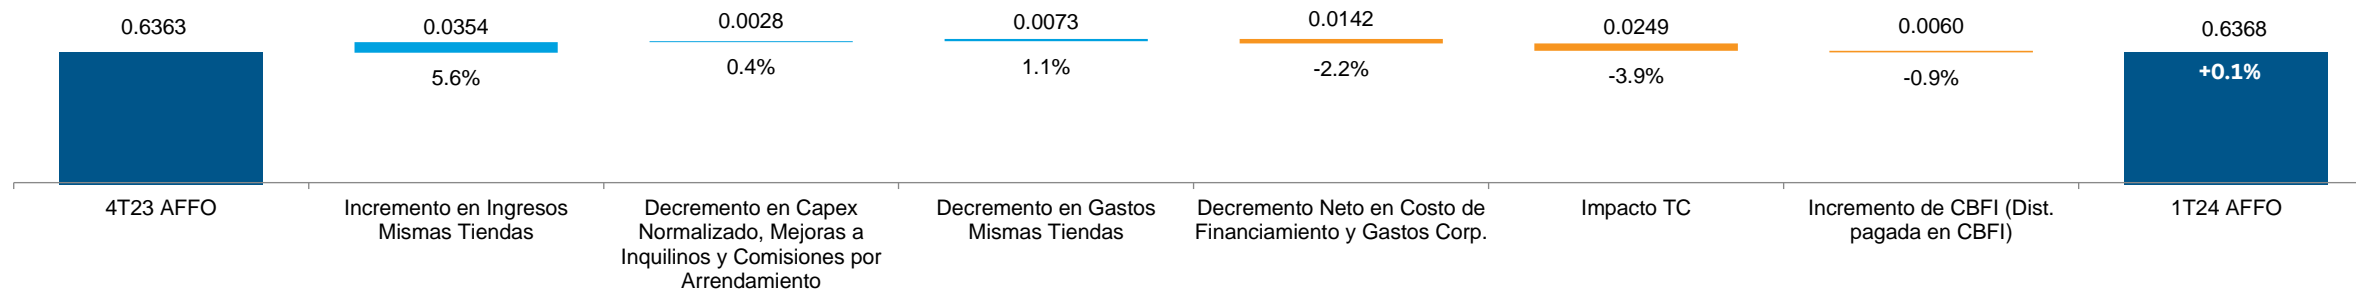 0.6363
0.0354
0.0028
0.0073
0.0142
0.0249
0.0060
0.6368
5.6%
0.4%
1.1%
-2.2%
-3.9%
-0.9%
+0.1%
4T23 AFFO
Incremento en Ingresos
Mismas Tiendas
Decremento en Capex
Normalizado, Mejoras a
Inquilinos y Comisiones por
Arrendamiento
Decremento en Gastos
Mismas Tiendas
Decremento Neto en Costo de
Financiamiento y Gastos Corp.
Impacto TC
Incremento de CBFI (Dist.
pagada en CBFI)
1T24 AFFO